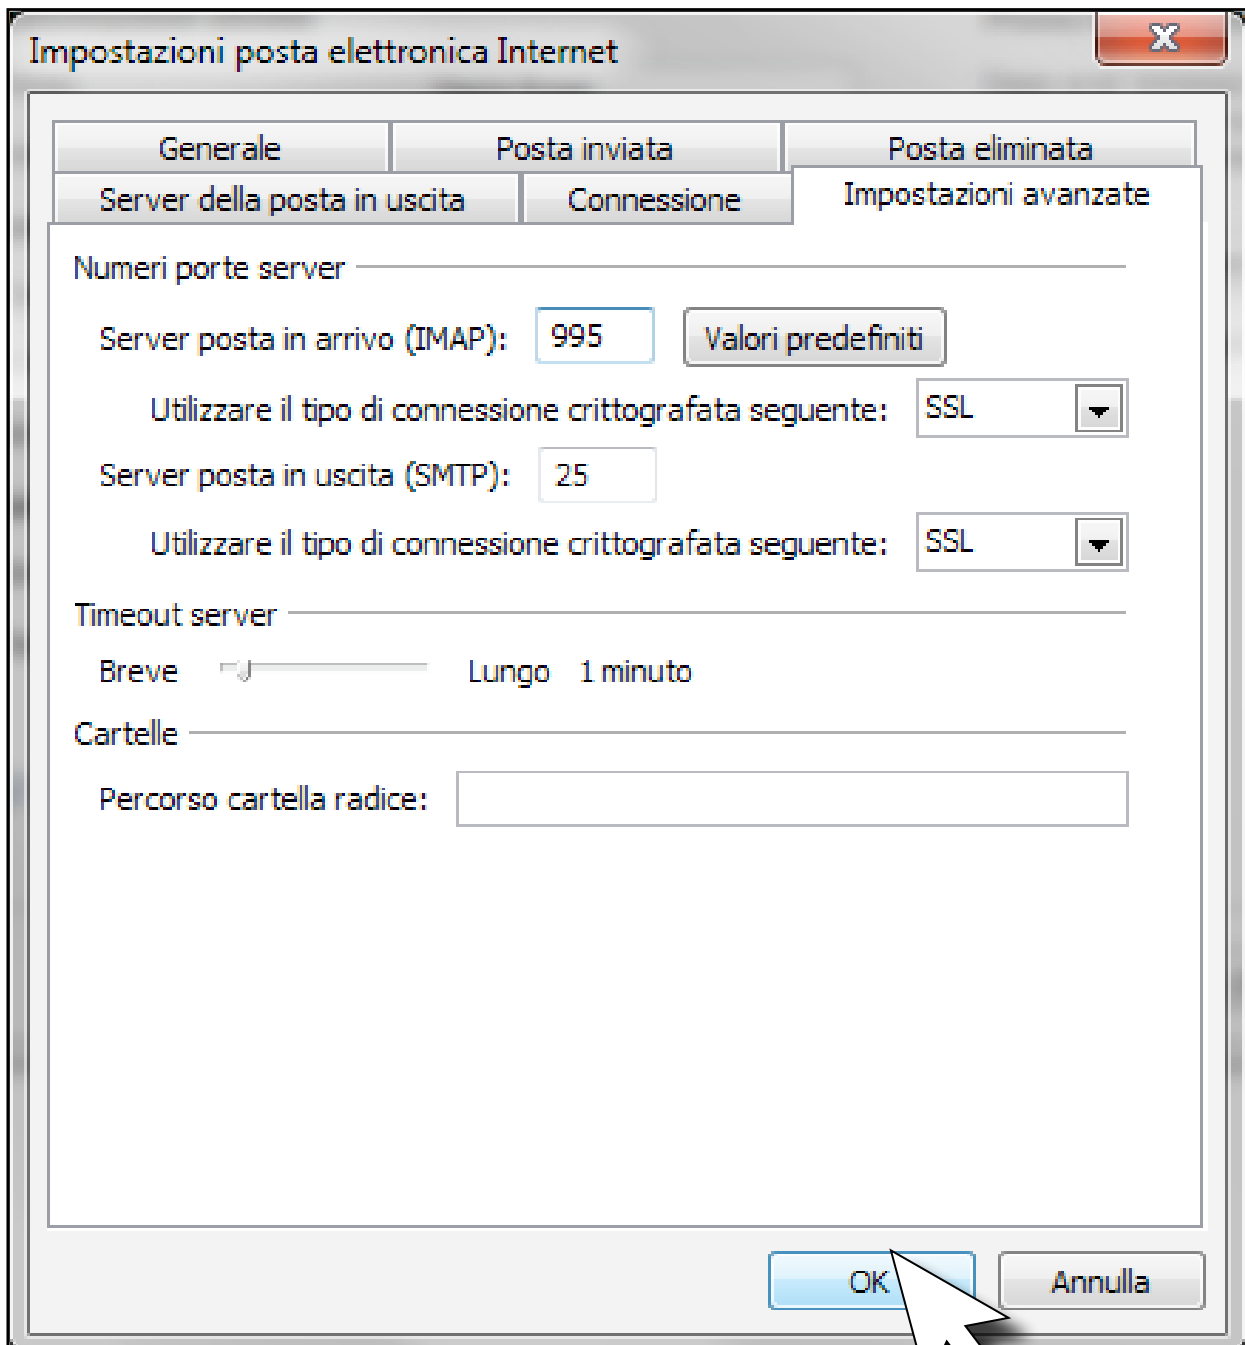 Impostazioni posta elettronica Internet
Generale Posta inviata Posta eliminata
Server della posta in uscita Connessione Impostazioni avanzate
Numeri porte server
Server posta in arrivo (IMAP): 995 Valori predefiniti
Utilizzare il tipo di connessione crittografata seguente: SSL
Server posta in uscita (SMTP): 25
Utilizzare il tipo di connessione crittografata seguente: SSL
Timeout server
Breve Lungo 1 minuto
Cartelle
Percorso cartella radice:
OK Annulla